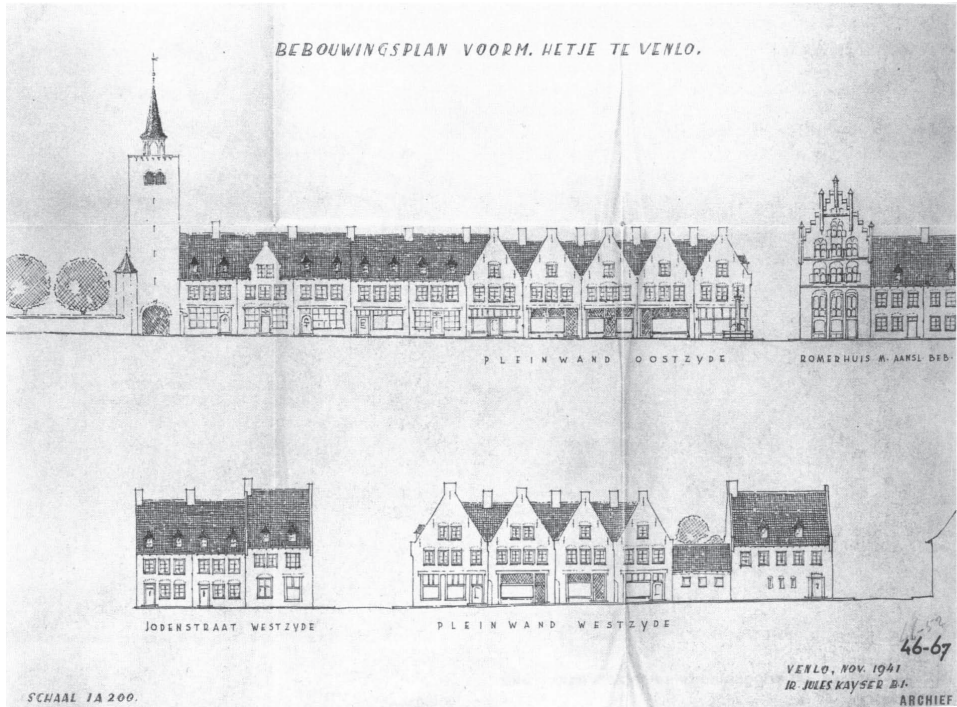 BEBOUWINGSPLAN VOORM. HETJE TE VENLO.
PLEINWAND OOSTZYDE
ROMERHUIS M. AANSL. BEB.
JODENSTRAAT WESTZYDE
PLEINWAND WESTZYDE
46-67
VENLO, NOV. 1941
IR. JULES KAYSER B.I.
SCHAAL 1 A 200.
ARCHIEF